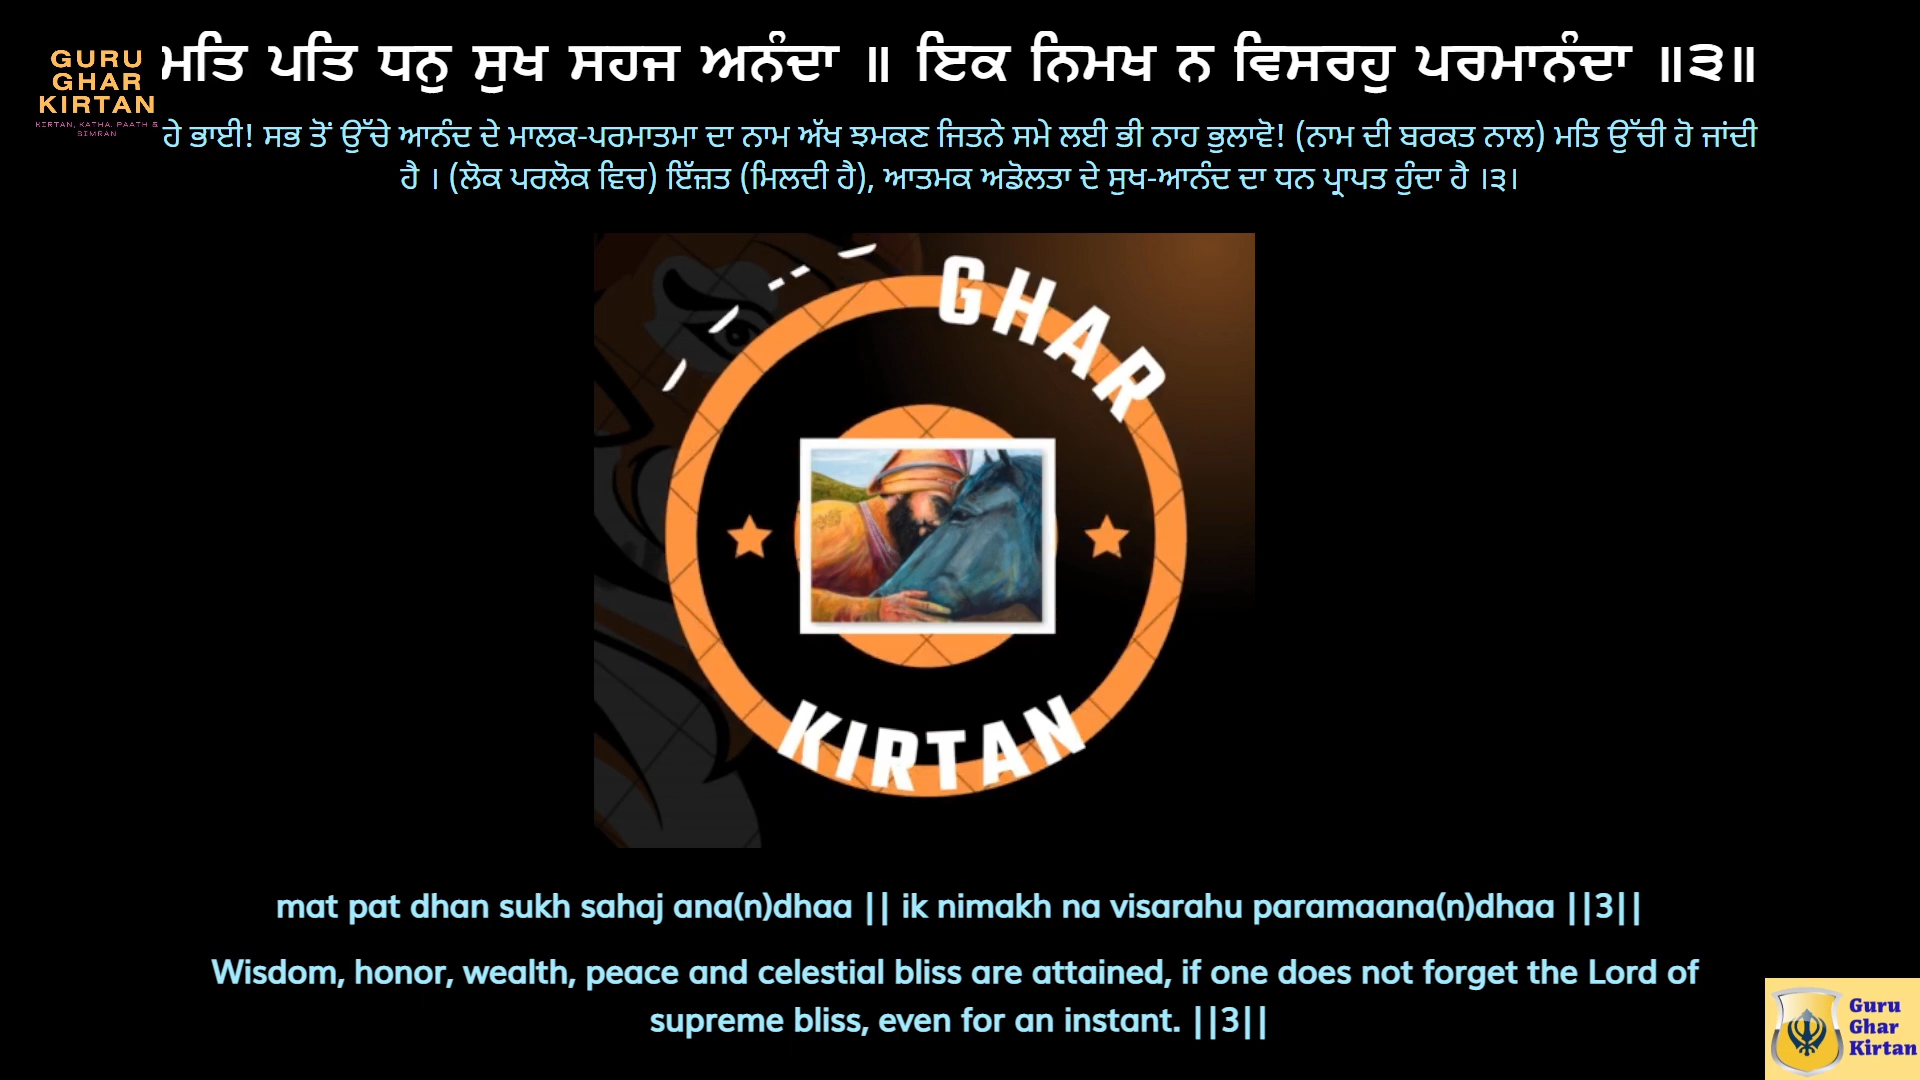 GURU
GHAR
KIRTAN
KIRTAN, KATHA, PAATH &
SIMRAN
ਮਤਿ ਪਤਿ ਧਨੁ ਸੁਖ ਸਹਜ ਅਨੰਦਾ ॥ ਇਕ ਨਿਮਖ ਨ ਵਿਸਰਹੁ ਪਰਮਾਨੰਦਾ ॥੩॥
ਹੇ ਭਾਈ! ਸਭ ਤੋਂ ਉੱਚੇ ਆਨੰਦ ਦੇ ਮਾਲਕ-ਪਰਮਾਤਮਾ ਦਾ ਨਾਮ ਅੱਖ ਝਮਕਣ ਜਿਤਨੇ ਸਮੇ ਲਈ ਭੀ ਨਾਹ ਭੁਲਾਵੋ! (ਨਾਮ ਦੀ ਬਰਕਤ ਨਾਲ) ਮਤਿ ਉੱਚੀ ਹੋ ਜਾਂਦੀ
ਹੈ । (ਲੋਕ ਪਰਲੋਕ ਵਿਚ) ਇੱਜ਼ਤ (ਮਿਲਦੀ ਹੈ), ਆਤਮਕ ਅਡੋਲਤਾ ਦੇ ਸੁਖ-ਆਨੰਦ ਦਾ ਧਨ ਪ੍ਰਾਪਤ ਹੁੰਦਾ ਹੈ ।੩।
GHAR
KIRTAN
mat pat dhan sukh sahaj ana(n)dhaa || ik nimakh na visarahu paramaana(n)dhaa ||3||
Wisdom, honor, wealth, peace and celestial bliss are attained, if one does not forget the Lord of
supreme bliss, even for an instant. ||3||
Guru
Ghar
Kirtan